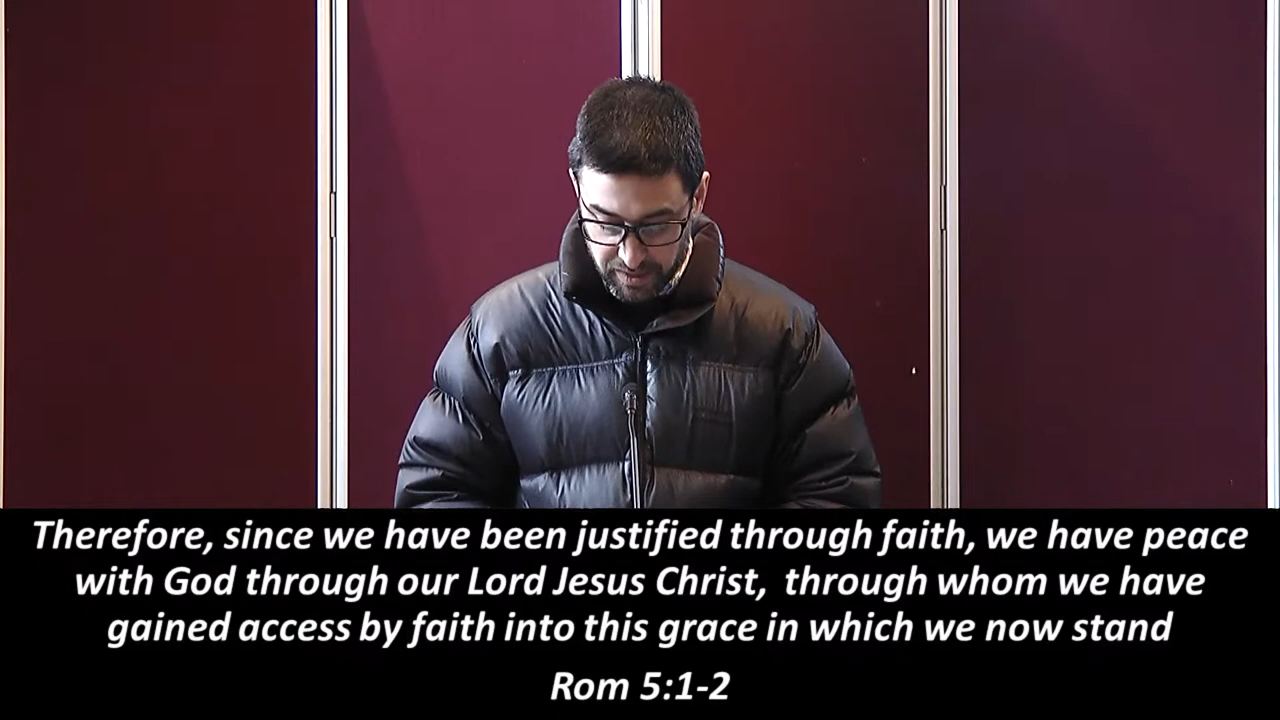 Therefore, since we have been justified through faith, we have peace
with God through our Lord Jesus Christ,  through whom we have
gained access by faith into this grace in which we now stand
Rom 5:1-2